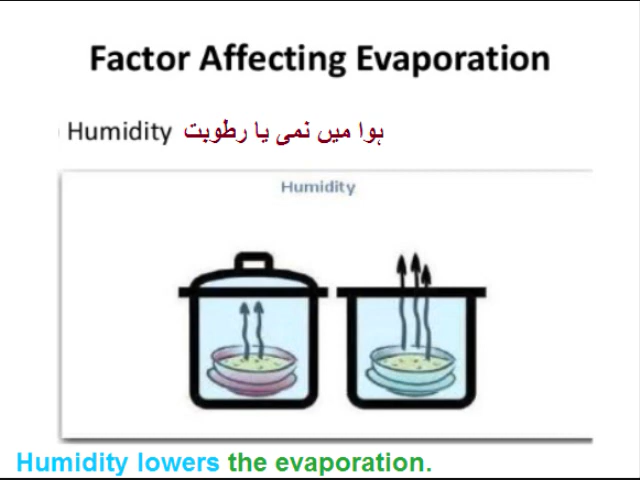 Factor Affecting Evaporation
Humidity ہوا میں نمی یا رطوبت
Humidity
Humidity lowers the evaporation.